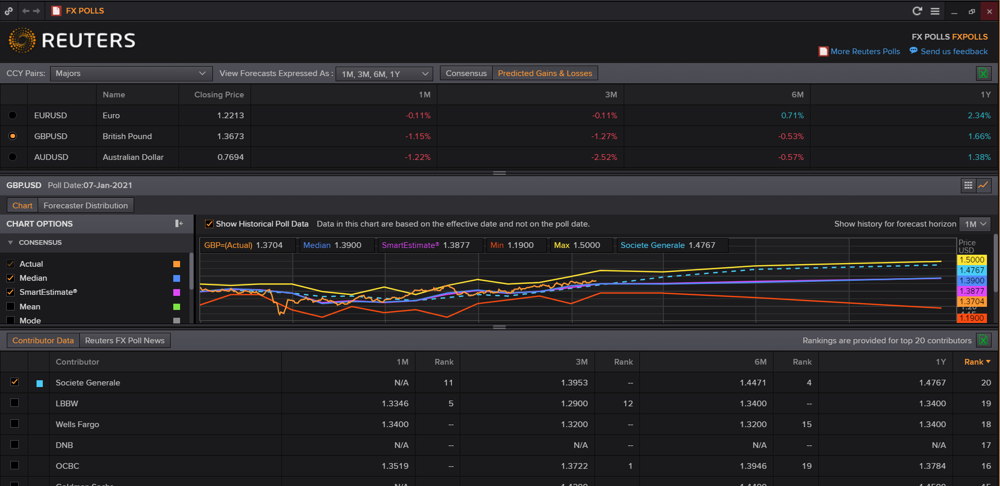 FX POLLS
REUTERS
FX POLLS FXPOLLS
More Reuters Polls Send us feedback
CCY Pairs: Majors View Forecasts Expressed As : 1M, 3M, 6M, 1Y Consensus Predicted Gains & Losses
Name Closing Price 1M 3M 6M 1Y
EURUSD Euro 1.2213 -0.11% -0.11% 0.71% 2.34%
GBPUSD British Pound 1.3673 -1.15% -1.27% -0.53% 1.66%
AUDUSD Australian Dollar 0.7694 -1.22% -2.52% -0.57% 1.38%
GBP.USD Poll Date:07-Jan-2021
Chart Forecaster Distribution
CHART OPTIONS
Show Historical Poll Data Data in this chart are based on the effective date and not on the poll date. Show history for forecast horizon 1M
CONSENSUS
GBP=(Actual) 1.3704 Median 1.3900 SmartEstimate® 1.3877 Min 1.1900 Max 1.5000 Societe Generale 1.4767
Price
USD
1.5000
1.4767
1.3900
1.3877
1.3704
1.1900
Actual
Median
SmartEstimate®
Mean
Mode
Contributor Data Reuters FX Poll News Rankings are provided for top 20 contributors
Contributor 1M Rank 3M Rank 6M Rank 1Y Rank
Societe Generale N/A 11 1.3953 -- 1.4471 4 1.4767 20
LBBW 1.3346 5 1.2900 12 1.3400 -- 1.3400 19
Wells Fargo 1.3400 -- 1.3200 -- 1.3200 15 1.3400 18
DNB N/A -- N/A -- N/A -- N/A 17
OCBC 1.3519 -- 1.3722 1 1.3946 19 1.3784 16